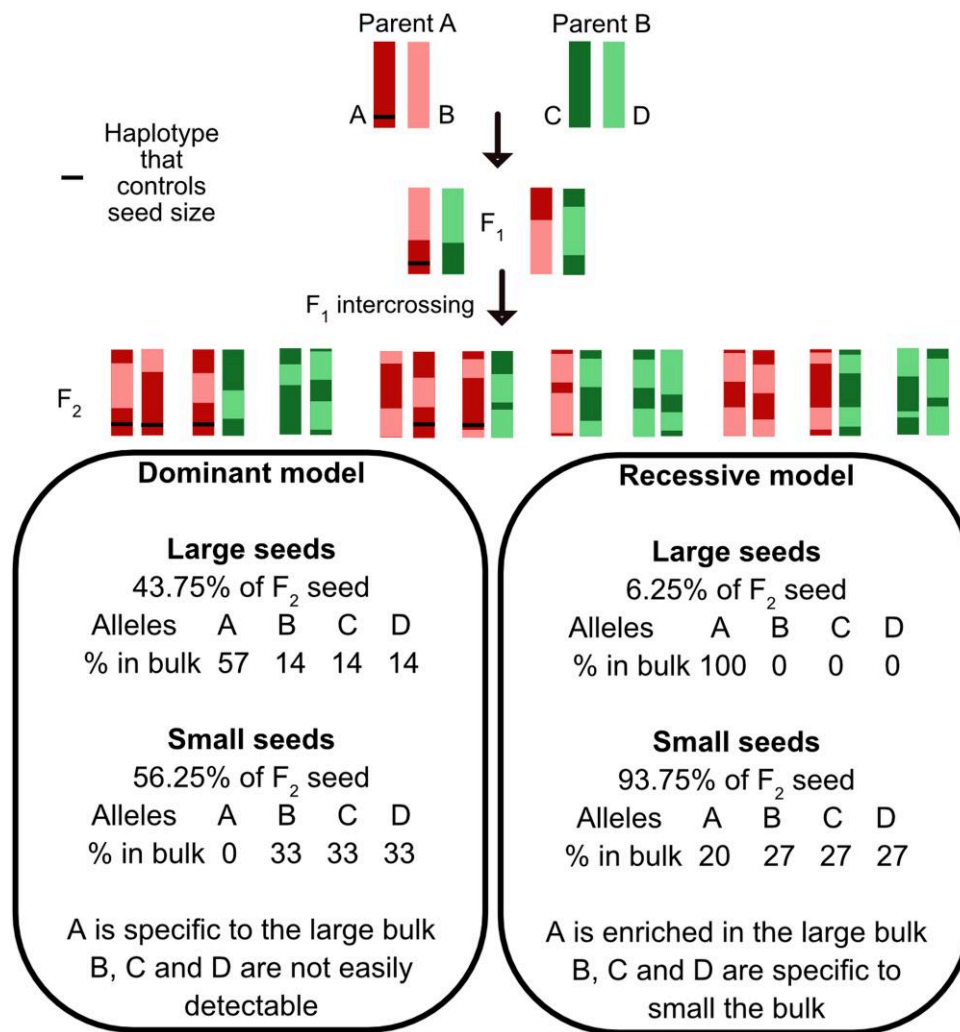 Parent A
Parent B
A
B
C
D
Haplotype
that
controls
seed size
F1
F1 intercrossing
F2
Dominant model
Large seeds
43.75% of F2 seed
Alleles A B C D
% in bulk 57 14 14 14
Small seeds
56.25% of F2 seed
Alleles A B C D
% in bulk 0 33 33 33
A is specific to the large bulk
B, C and D are not easily
detectable
Recessive model
Large seeds
6.25% of F2 seed
Alleles A B C D
% in bulk 100 0 0 0
Small seeds
93.75% of F2 seed
Alleles A B C D
% in bulk 20 27 27 27
A is enriched in the large bulk
B, C and D are specific to
small the bulk